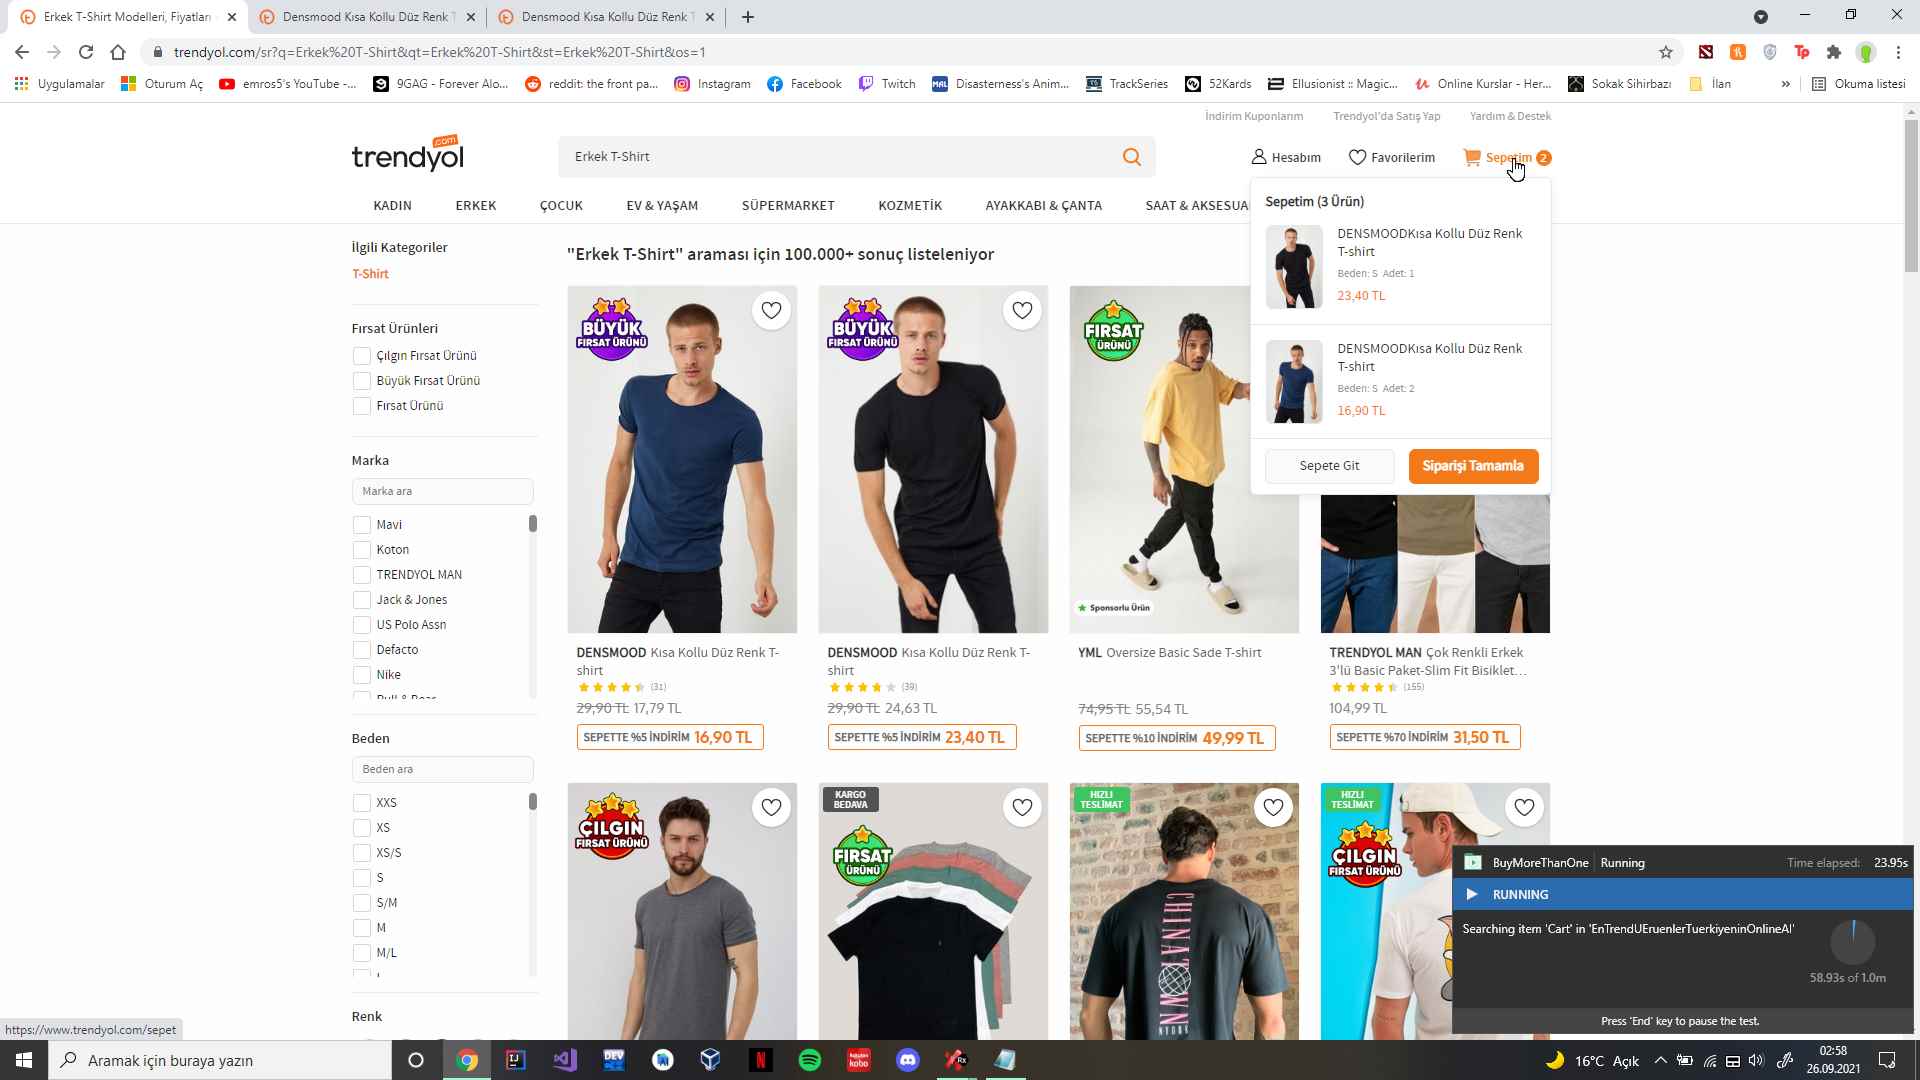 Erkek T-Shirt Modelleri, Fiyatları
Densmood Kısa Kollu Düz Renk T
Densmood Kısa Kollu Düz Renk T
trendyol.com/sr?q=Erkek%20T-Shirt&qt=Erkek%20T-Shirt&st=Erkek%20T-Shirt&os=1
Uygulamalar
Oturum Aç
emros5's YouTube -...
9GAG - Forever Alo...
reddit: the front pa...
Instagram
Facebook
Twitch
Disasterness's Anim...
TrackSeries
52Kards
Ellusionist :: Magic...
Online Kurslar - Her...
Sokak Sihirbazı
İlan
»
Okuma listesi
İndirim Kuponlarım
Trendyol'da Satış Yap
Yardım & Destek
trendyol
.com
Erkek T-Shirt
Hesabım
Favorilerim
Sepetim 2
KADIN
ERKEK
ÇOCUK
EV & YAŞAM
SÜPERMARKET
KOZMETİK
AYAKKABI & ÇANTA
SAAT & AKSESUA
Sepetim (3 Ürün)
DENSMOODKısa Kollu Düz Renk
T-shirt
Beden: S Adet: 1
23,40 TL
DENSMOODKısa Kollu Düz Renk
T-shirt
Beden: S Adet: 2
16,90 TL
Sepete Git
Siparişi Tamamla
İlgili Kategoriler
T-Shirt
Fırsat Ürünleri
Çılgın Fırsat Ürünü
Büyük Fırsat Ürünü
Fırsat Ürünü
Marka
Marka ara
Mavi
Koton
TRENDYOL MAN
Jack & Jones
US Polo Assn
Defacto
Nike
Pull & Bear
Beden
Beden ara
XXS
XS
XS/S
S
S/M
M
M/L
L
Renk
"Erkek T-Shirt" araması için 100.000+ sonuç listeleniyor
BÜYÜK
FIRSAT ÜRÜNÜ
BÜYÜK
FIRSAT ÜRÜNÜ
FIRSAT
ÜRÜNÜ
Sponsorlu Ürün
DENSMOOD Kısa Kollu Düz Renk T-
shirt
(31)
29,90 TL 17,79 TL
SEPETTE %5 İNDİRİM 16,90 TL
DENSMOOD Kısa Kollu Düz Renk T-
shirt
(39)
29,90 TL 24,63 TL
SEPETTE %5 İNDİRİM 23,40 TL
YML Oversize Basic Sade T-shirt
74,95 TL 55,54 TL
SEPETTE %10 İNDİRİM 49,99 TL
TRENDYOL MAN Çok Renkli Erkek
3'lü Basic Paket-Slim Fit Bisiklet...
(155)
104,99 TL
SEPETTE %70 İNDİRİM 31,50 TL
ÇILGIN
FIRSAT ÜRÜNÜ
KARGO
BEDAVA
FIRSAT
ÜRÜNÜ
HIZLI
TESLİMAT
CHINATOWN
HIZLI
TESLİMAT
ÇILGIN
FIRSAT ÜRÜNÜ
BuyMoreThanOne
Running
Time elapsed: 23.95s
RUNNING
Searching item 'Cart' in 'EnTrendUEruenlerTuerkiyeninOnlineAl'
58.93s of 1.0m
Press 'End' key to pause the test.
https://www.trendyol.com/sepet
Aramak için buraya yazın
16°C Açık
02:58
26.09.2021